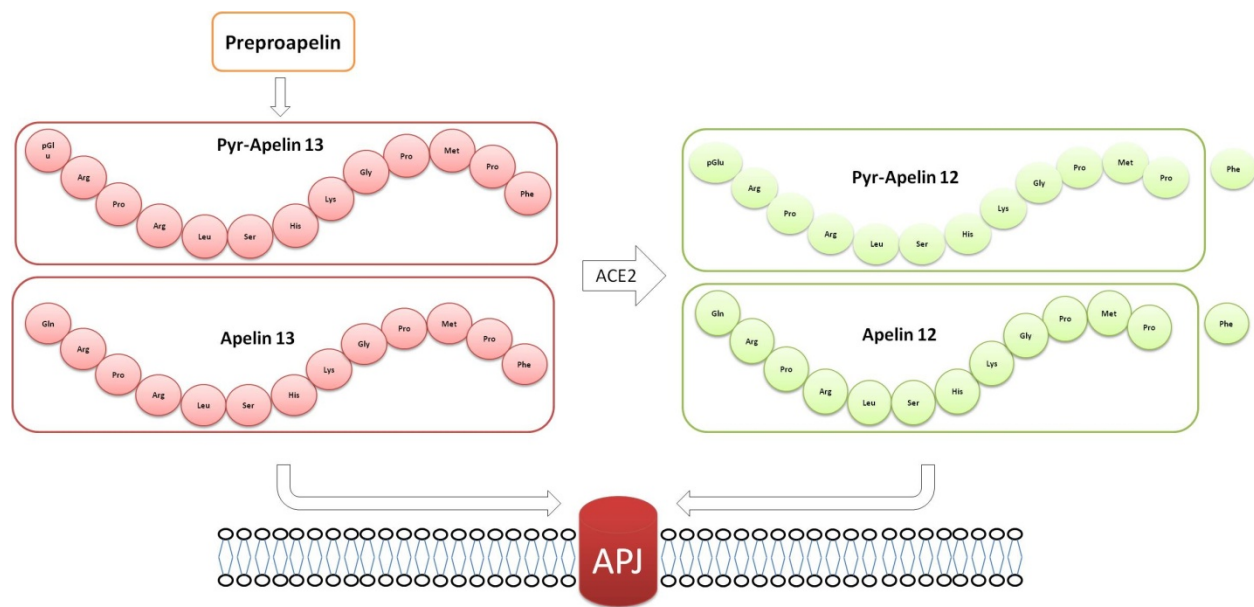 Preproapelin
Pyr-Apelin 13
pGl
u
Arg
Pro
Arg
Leu
Ser
His
Lys
Gly
Pro
Met
Pro
Phe
Apelin 13
Gln
Arg
Pro
Arg
Leu
Ser
His
Lys
Gly
Pro
Met
Pro
Phe
ACE2
Pyr-Apelin 12
pGlu
Arg
Pro
Arg
Leu
Ser
His
Lys
Gly
Pro
Met
Pro
Phe
Apelin 12
Gln
Arg
Pro
Arg
Leu
Ser
His
Lys
Gly
Pro
Met
Pro
Phe
APJ